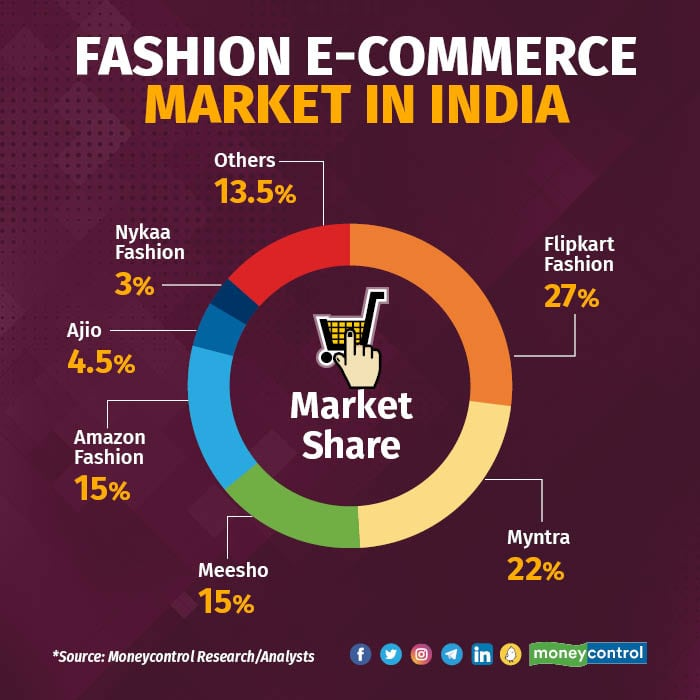 FASHION E-COMMERCE
MARKET IN INDIA
Others
13.5%
Nykaa
Fashion
3%
Ajio
4.5%
Amazon
Fashion
15%
Meesho
15%
Flipkart
Fashion
27%
Myntra
22%
Market
Share
*Source: Moneycontrol Research/Analysts
f
in
moneycontrol